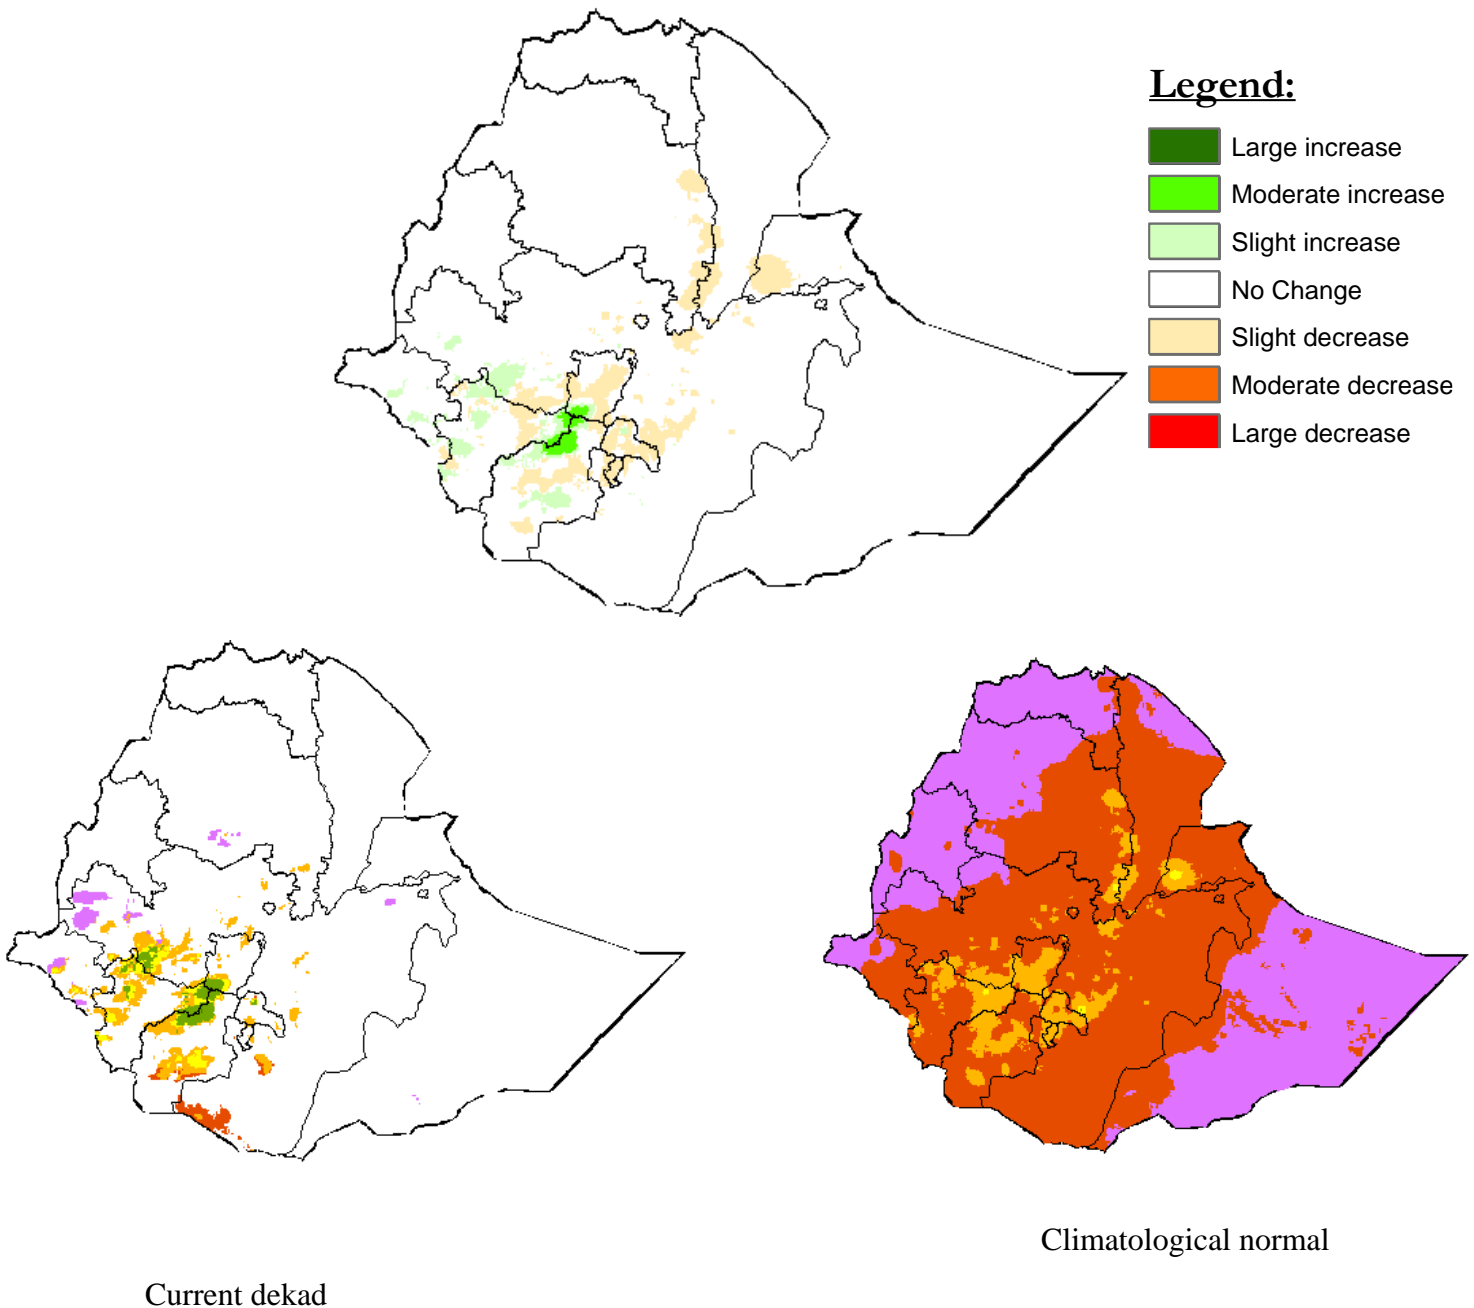 Legend:
Large increase
Moderate increase
Slight increase
No Change
Slight decrease
Moderate decrease
Large decrease
Climatological normal
Current dekad